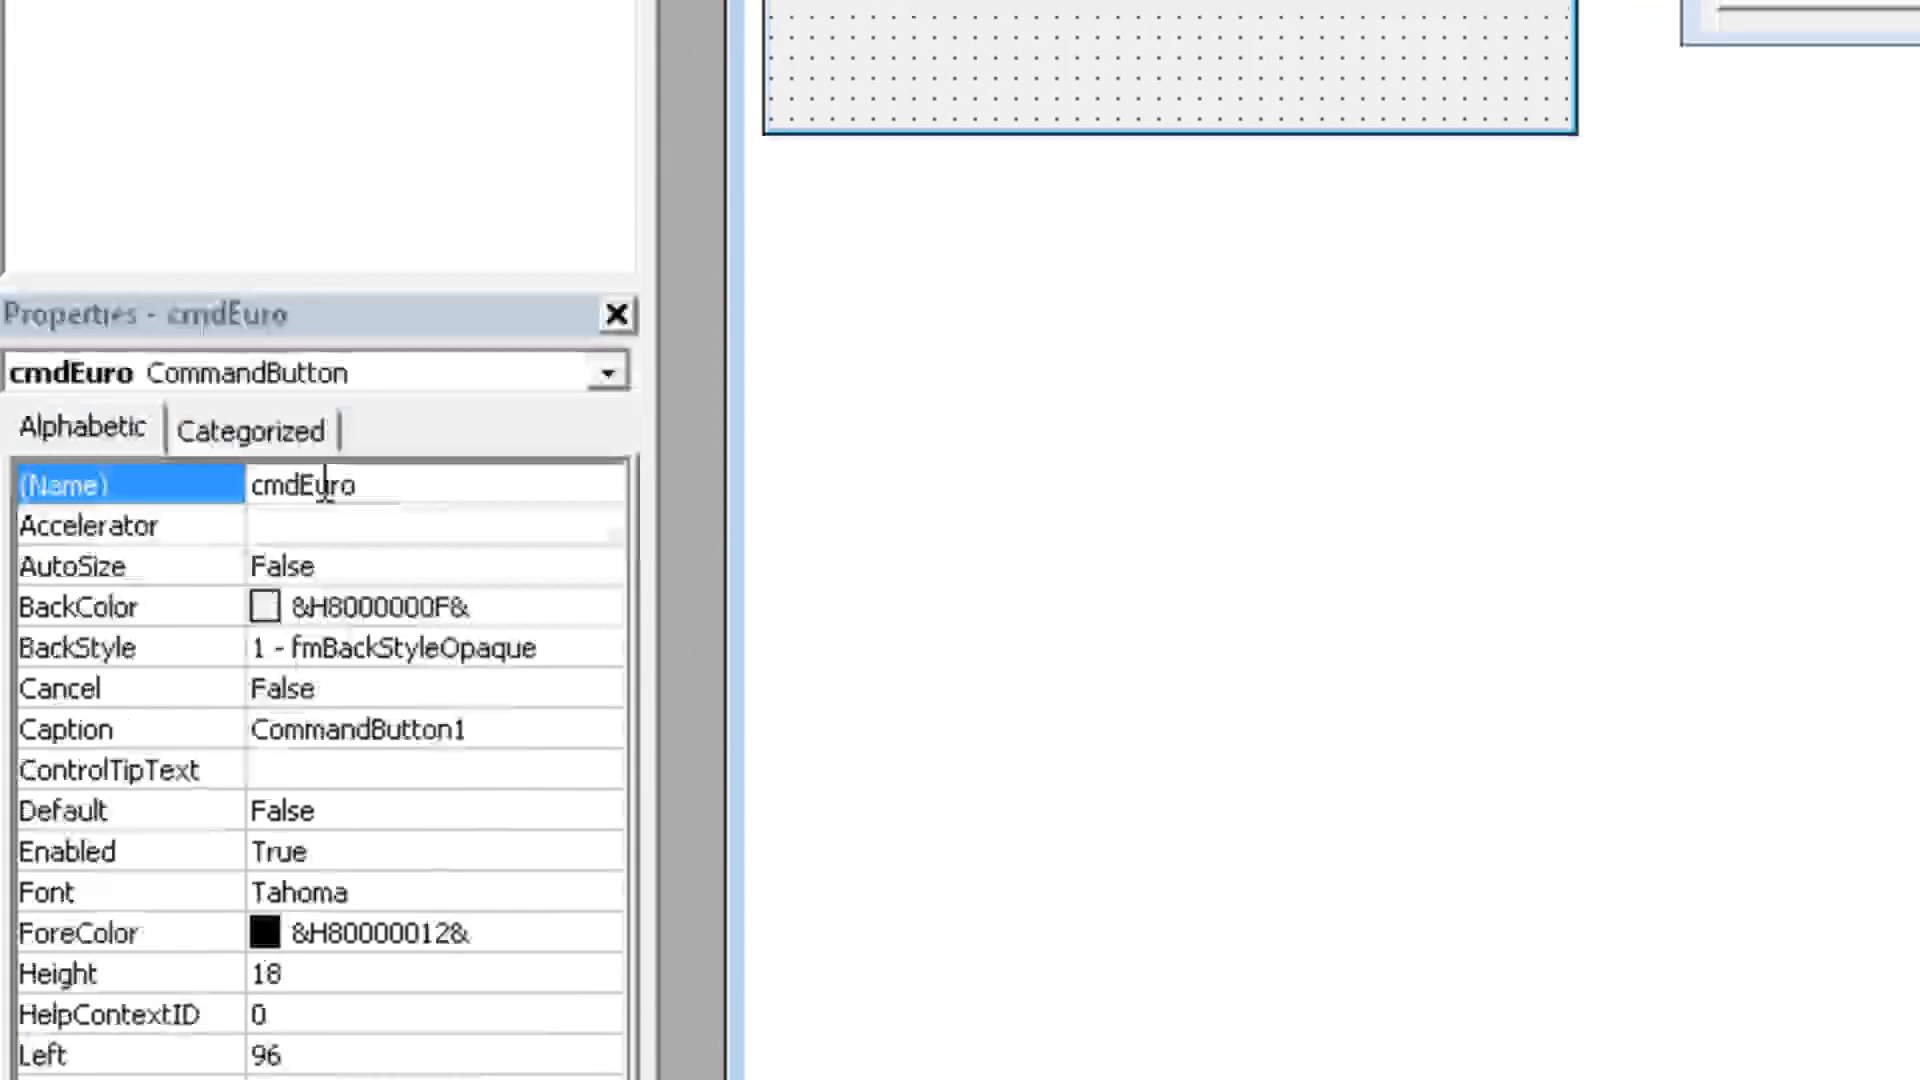 Properties - cmdEuro
cmdEuro CommandButton
Alphabetic Categorized
(Name) cmdEuro
Accelerator
AutoSize False
BackColor &H8000000F&
BackStyle 1 - fmBackStyleOpaque
Cancel False
Caption CommandButton1
ControlTipText
Default False
Enabled True
Font Tahoma
ForeColor &H80000012&
Height 18
HelpContextID 0
Left 96